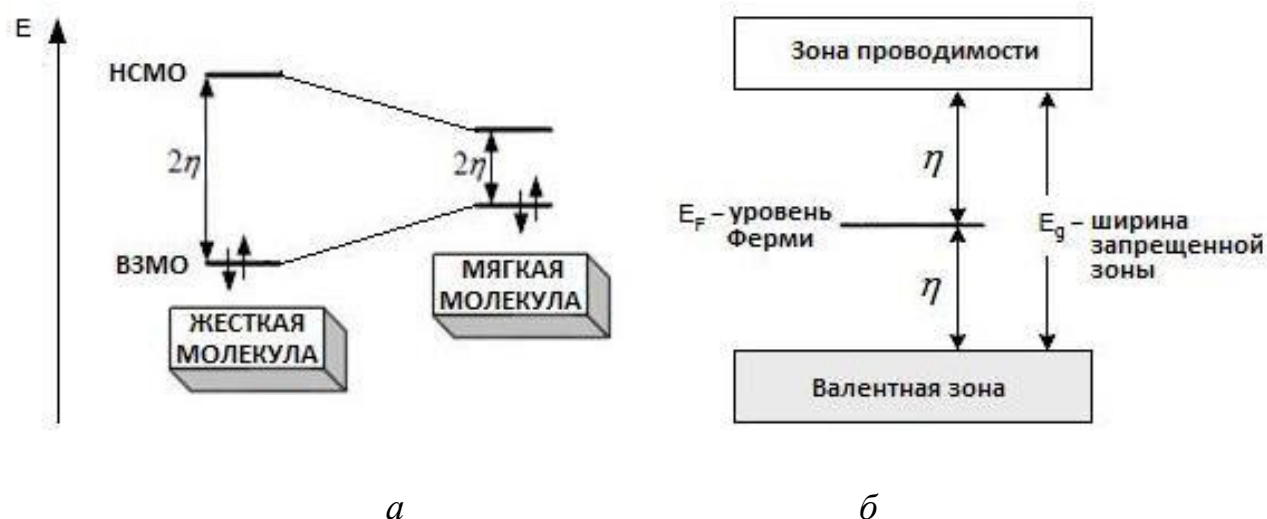 E
НСМО
2η
ВЗМО
ЖЕСТКАЯ
МОЛЕКУЛА
2η
МЯГКАЯ
МОЛЕКУЛА
а
Зона проводимости
η
E_F – уровень
Ферми
E_g – ширина
запрещенной
зоны
η
Валентная зона
б